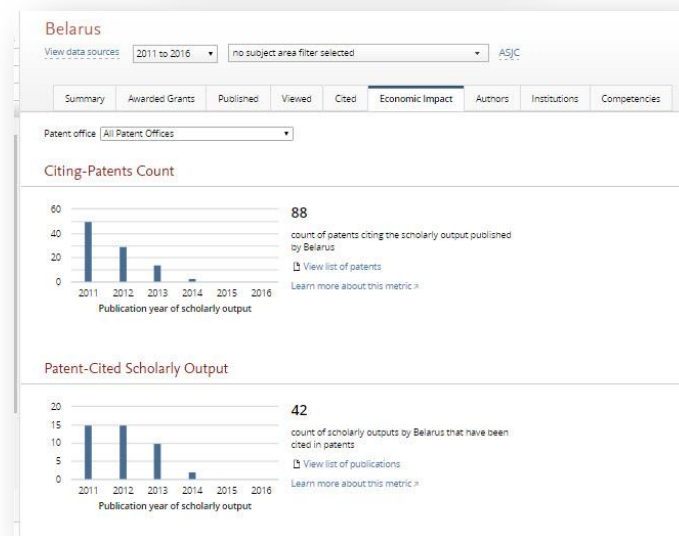 Belarus
View data sources 2011 to 2016 no subject area filter selected ASJC
Summary Awarded Grants Published Viewed Cited Economic Impact Authors Institutions Competencies
Patent office All Patent Offices
Citing-Patents Count
60
40
20
0
2011 2012 2013 2014 2015 2016
Publication year of scholarly output
88
count of patents citing the scholarly output published
by Belarus
View list of patents
Learn more about this metric >
Patent-Cited Scholarly Output
20
15
10
5
0
2011 2012 2013 2014 2015 2016
Publication year of scholarly output
42
count of scholarly outputs by Belarus that have been
cited in patents
View list of publications
Learn more about this metric >